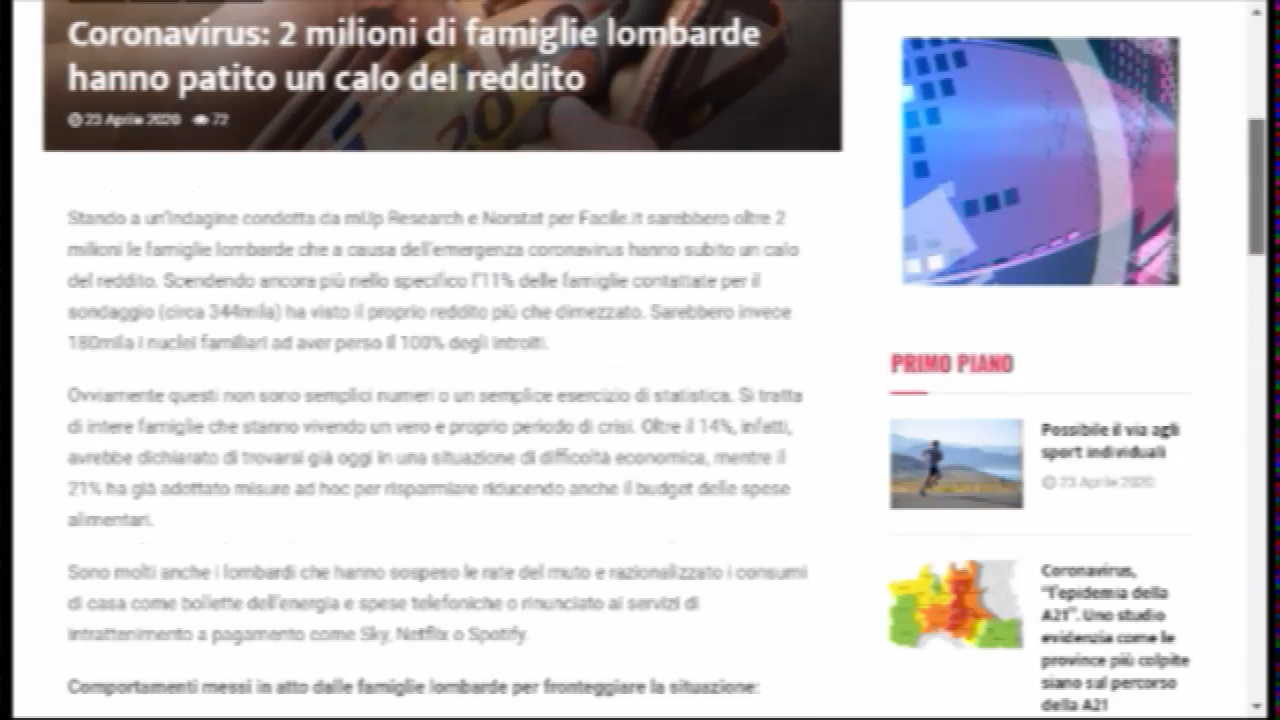 Coronavirus: 2 milioni di famiglie lombarde
hanno patito un calo del reddito
23 Aprile 2020 72
Stando a un'indagine condotta da mUp Research e Norstat per Facile.it sarebbero oltre 2
milioni le famiglie lombarde che a causa dell'emergenza coronavirus hanno subito un calo
del reddito. Scendendo ancora più nello specifico l'11% delle famiglie contattate per il
sondaggio (circa 344mila) ha visto il proprio reddito più che dimezzato. Sarebbero invece
180mila i nuclei familiari ad aver perso il 100% degli introiti.
Ovviamente questi non sono semplici numeri o un semplice esercizio di statistica. Si tratta
di intere famiglie che stanno vivendo un vero e proprio periodo di crisi. Oltre il 14%, infatti,
avrebbe dichiarato di trovarsi già oggi in una situazione di difficoltà economica, mentre il
21% ha già adottato misure ad hoc per risparmiare riducendo anche il budget delle spese
alimentari.
Sono molti anche i lombardi che hanno sospeso le rate del muto e razionalizzato i consumi
di casa come bollette dell'energia e spese telefoniche o rinunciato ai servizi di
intrattenimento a pagamento come Sky, Netflix o Spotify.
Comportamenti messi in atto dalle famiglie lombarde per fronteggiare la situazione:
PRIMO PIANO
Possibile il via agli
sport individuali
23 Aprile 2020
Coronavirus,
"l'epidemia della
A21". Uno studio
evidenzia come le
province più colpite
siano sul percorso
della A21